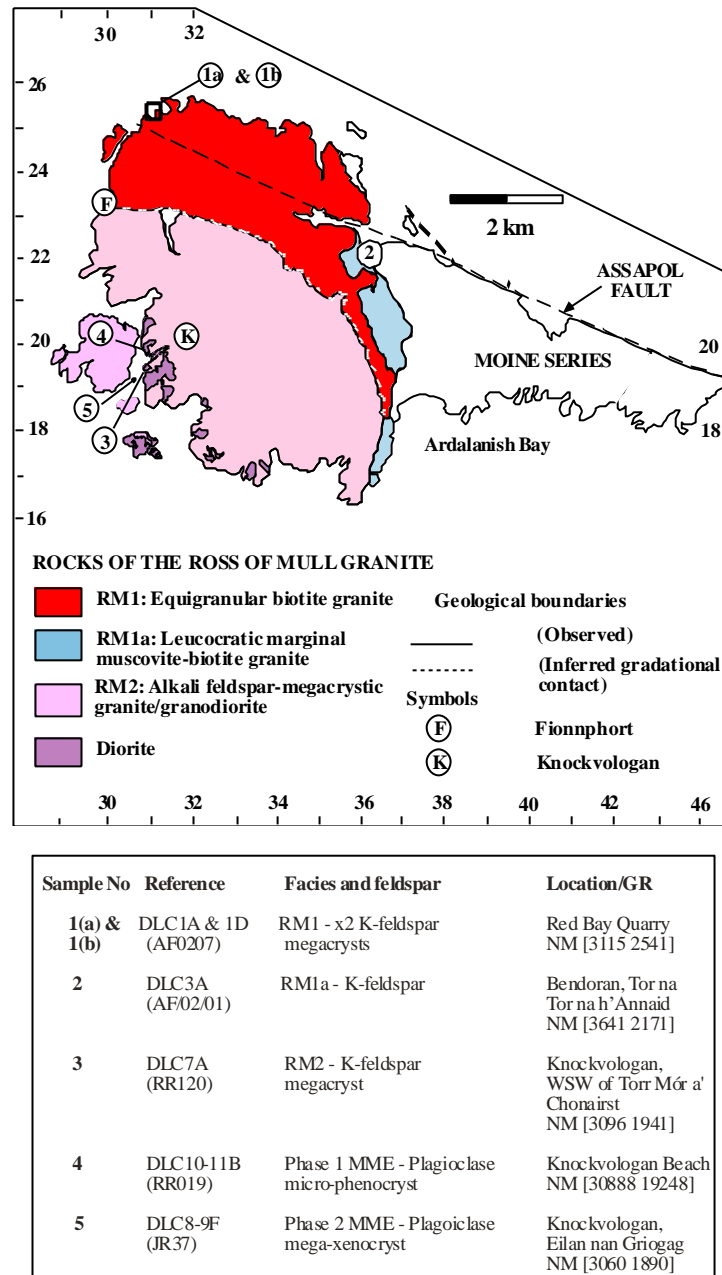 30 32
1a & 1b
26
24
F
2 km
2
22
ASSAPOL
FAULT
20
4
K
20
MOINE SERIES
5
3
18
18
Ardalanish Bay
16
ROCKS OF THE ROSS OF MULL GRANITE
RM1: Equigranular biotite granite
RM1a: Leucocratic marginal
muscovite-biotite granite
RM2: Alkali feldspar-megacrystic
granite/granodiorite
Diorite
Geological boundaries
(Observed)
(Inferred gradational
contact)
Symbols
F Fionnphort
K Knockvologan
30 32 34 36 38 40 42 44 46
Sample No Reference Facies and feldspar Location/GR
1(a) & DLC1A & 1D RM1 - x2 K-feldspar Red Bay Quarry
1(b) (AF0207) megacrysts NM [3115 2541]
2 DLC3A RM1a - K-feldspar Bendoran, Tor na
(AF/02/01) Tor na h'Annaid
NM [3641 2171]
3 DLC7A RM2 - K-feldspar Knockvologan,
(RR120) megacryst WSW of Torr Mór a'
Chonairst
NM [3096 1941]
4 DLC10-11B Phase 1 MME - Plagioclase Knockvologan Beach
(RR019) micro-phenocryst NM [30888 19248]
5 DLC8-9F Phase 2 MME - Plagoiclase Knockvologan,
(JR37) mega-xenocryst Eilan nan Griogag
NM [3060 1890]